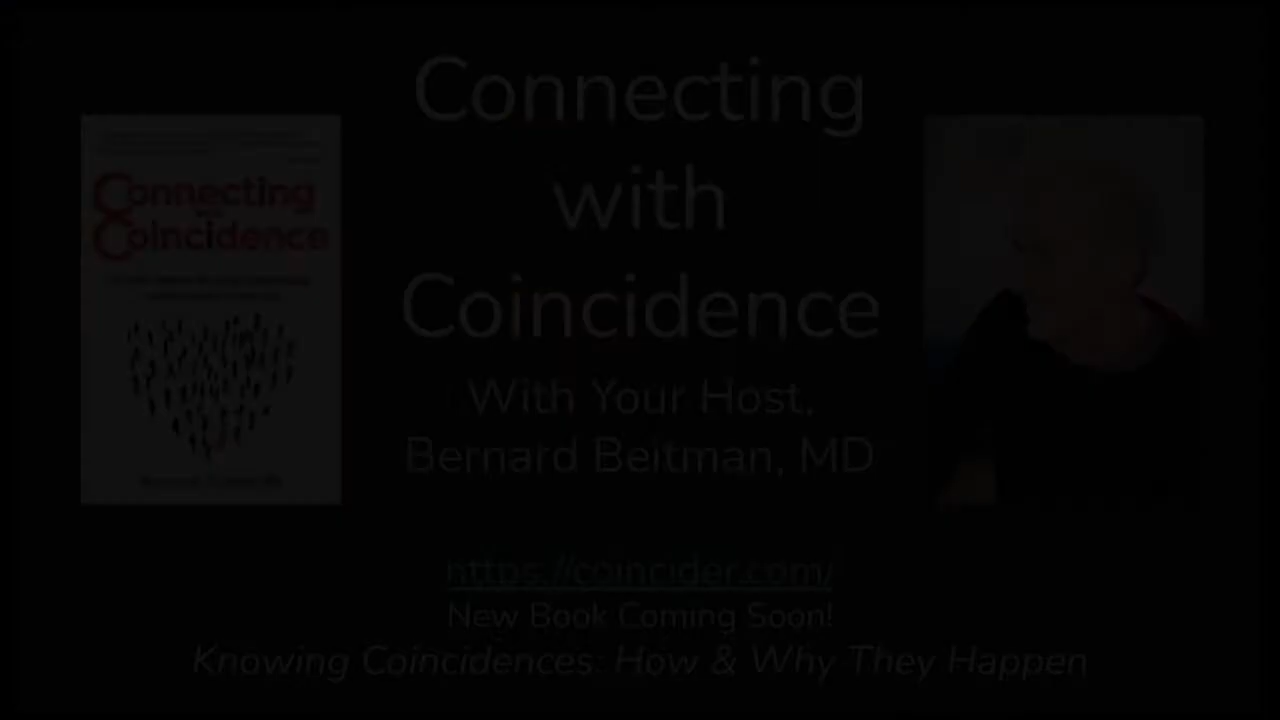 Connecting
with
Coincidence
With Your Host,
Bernard Beitman, MD
https://coincider.com/
New Book Coming Soon!
Knowing Coincidences: How & Why They Happen
Connecting
Coincidence